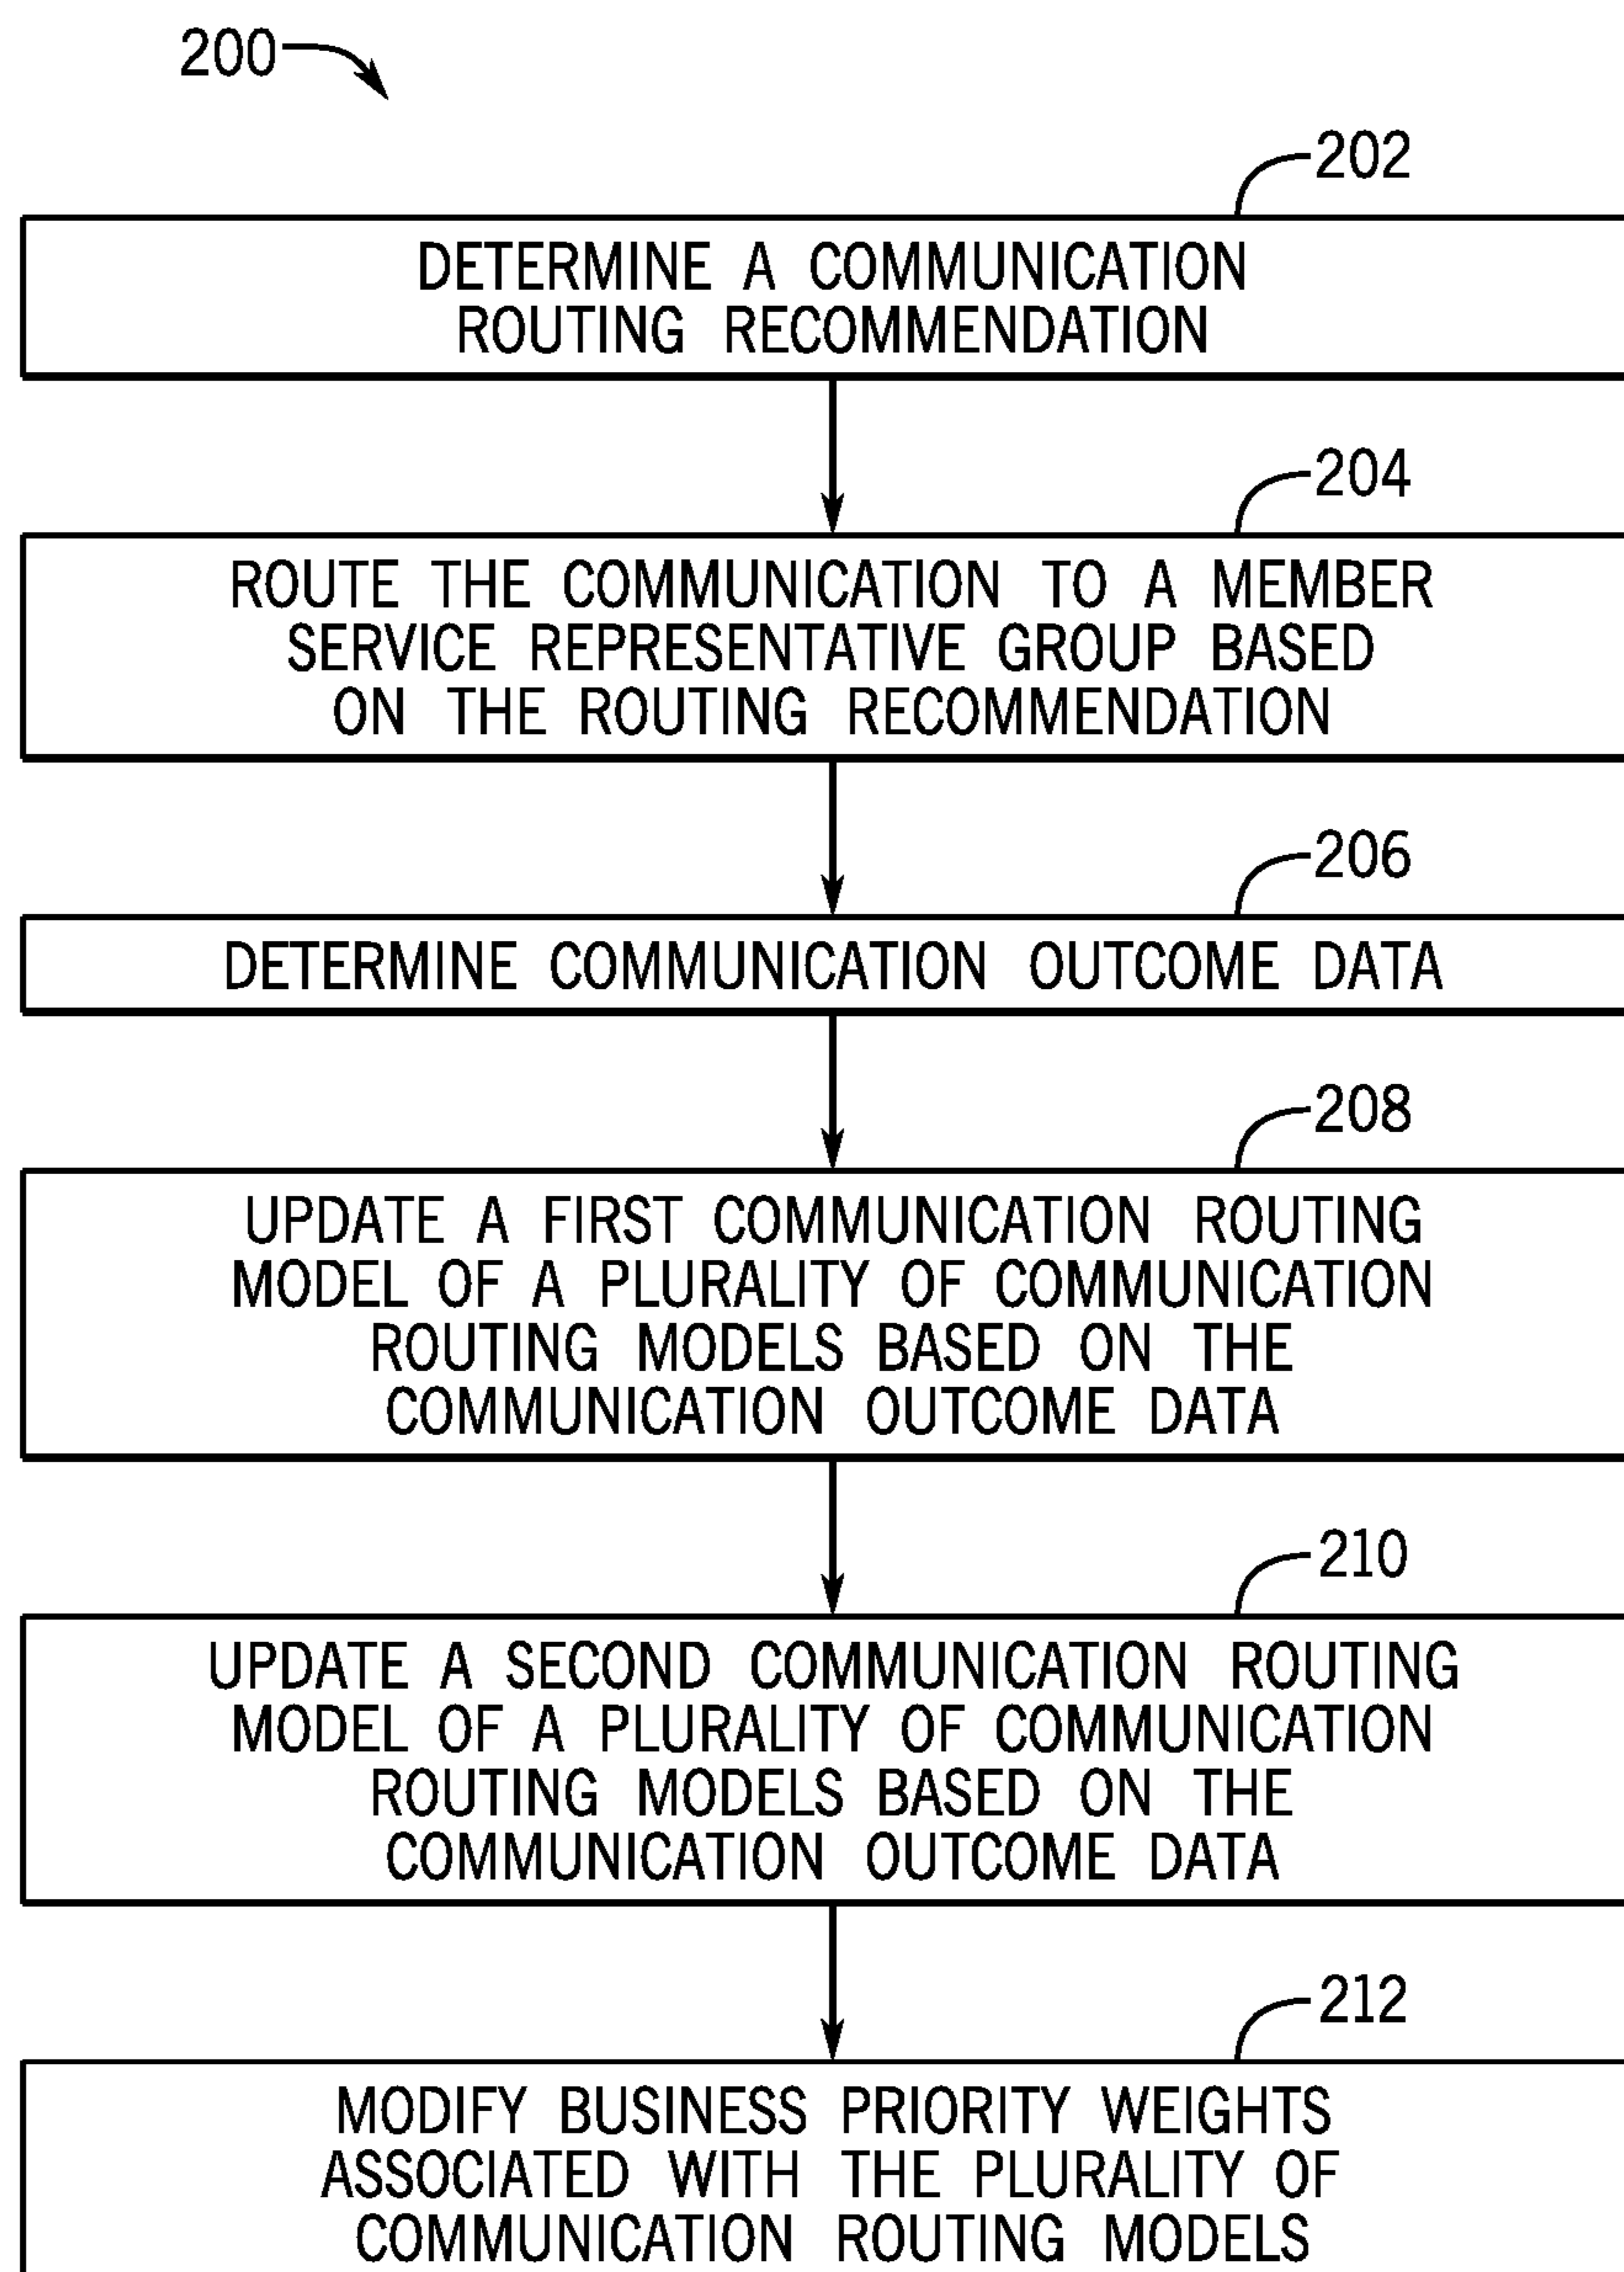 200
202
DETERMINE A COMMUNICATION
ROUTING RECOMMENDATION
204
ROUTE THE COMMUNICATION TO A MEMBER
SERVICE REPRESENTATIVE GROUP BASED
ON THE ROUTING RECOMMENDATION
206
DETERMINE COMMUNICATION OUTCOME DATA
208
UPDATE A FIRST COMMUNICATION ROUTING
MODEL OF A PLURALITY OF COMMUNICATION
ROUTING MODELS BASED ON THE
COMMUNICATION OUTCOME DATA
210
UPDATE A SECOND COMMUNICATION ROUTING
MODEL OF A PLURALITY OF COMMUNICATION
ROUTING MODELS BASED ON THE
COMMUNICATION OUTCOME DATA
212
MODIFY BUSINESS PRIORITY WEIGHTS
ASSOCIATED WITH THE PLURALITY OF
COMMUNICATION ROUTING MODELS